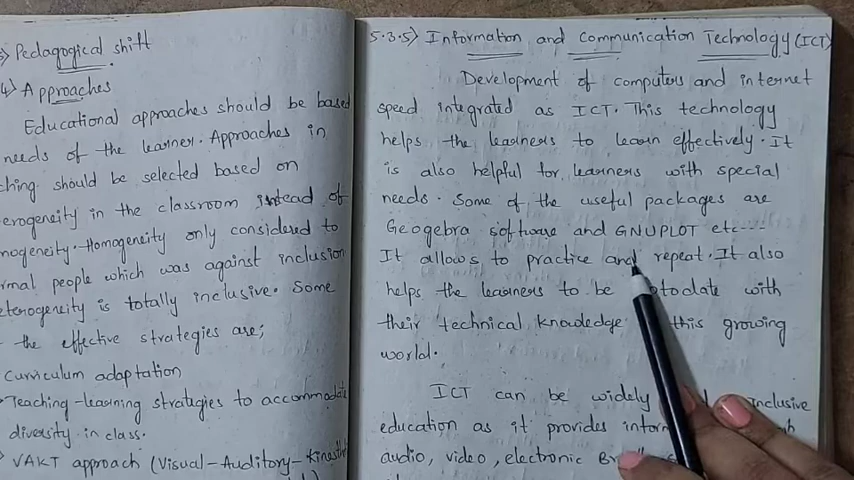 Pedagogical shift
4) Approaches
Educational approaches should be based
needs of the learner. Approaches in
ching should be selected based on
erogeneity in the classroom instead of
mogeneity. Homogeneity only considered to
rmal people which was against inclusion
eterogeneity is totally inclusive. Some
the effective strategies are;
Curriculum adaptation
Teaching-learning strategies to accommodate
diversity in class.
VAKT approach (Visual-Auditory-Kinesth
5.3.5) Information and Communication Technology (ICT)
Development of computers and internet
speed integrated as ICT. This technology
helps the learners to learn effectively. It
is also helpful for learners with special
needs. Some of the useful packages are
Geogebra software and GNUPLOT etc---
It allows to practice and repeat. It also
helps the learners to be todate with
their technical knowledge this growing
world.
ICT can be widely inclusive
education as it provides infor
audio, video, electronic